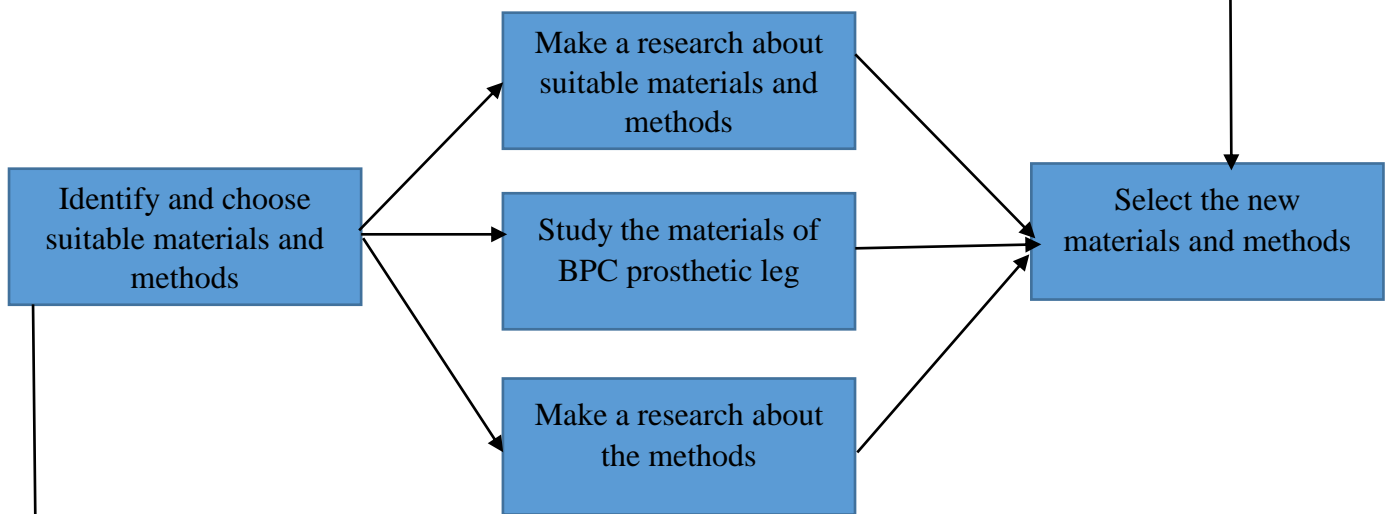 Identify and choose
suitable materials and
methods
Make a research about
suitable materials and
methods
Study the materials of
BPC prosthetic leg
Make a research about
the methods
Select the new
materials and methods